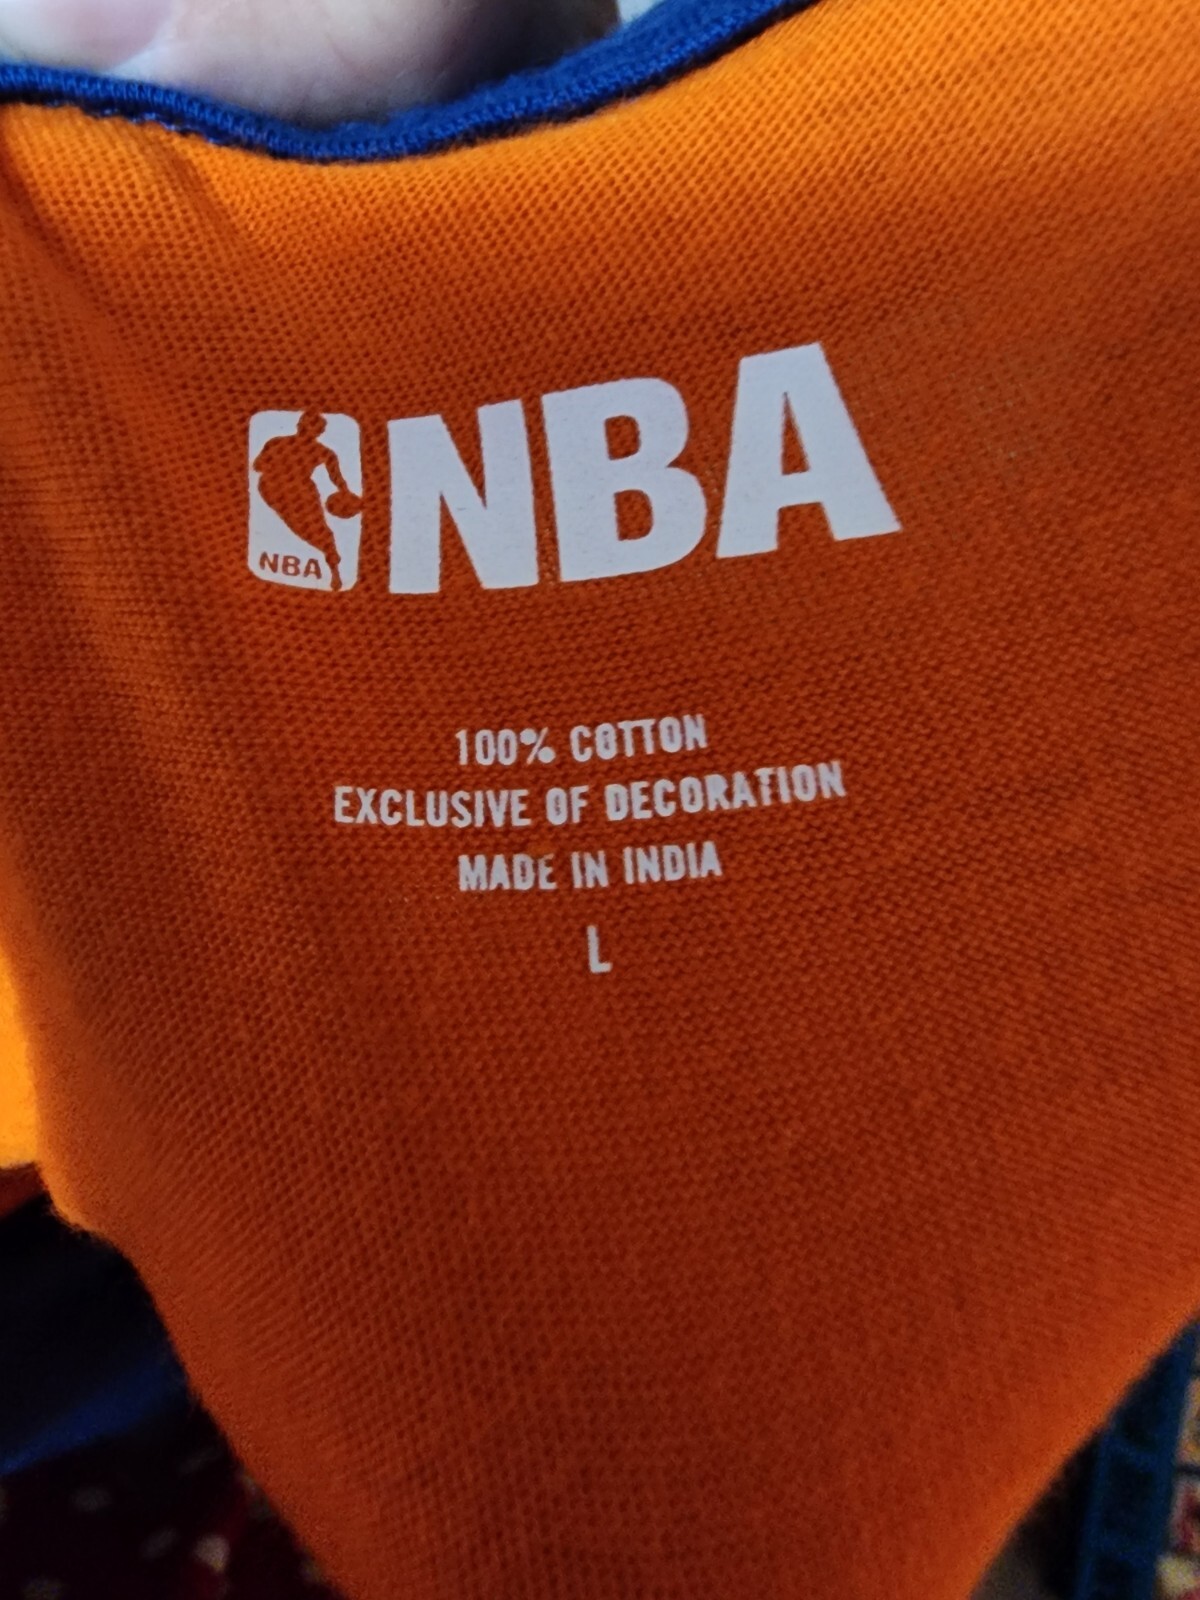 NBA
NBA
100% COTTON
EXCLUSIVE OF DECORATION
MADE IN INDIA
L